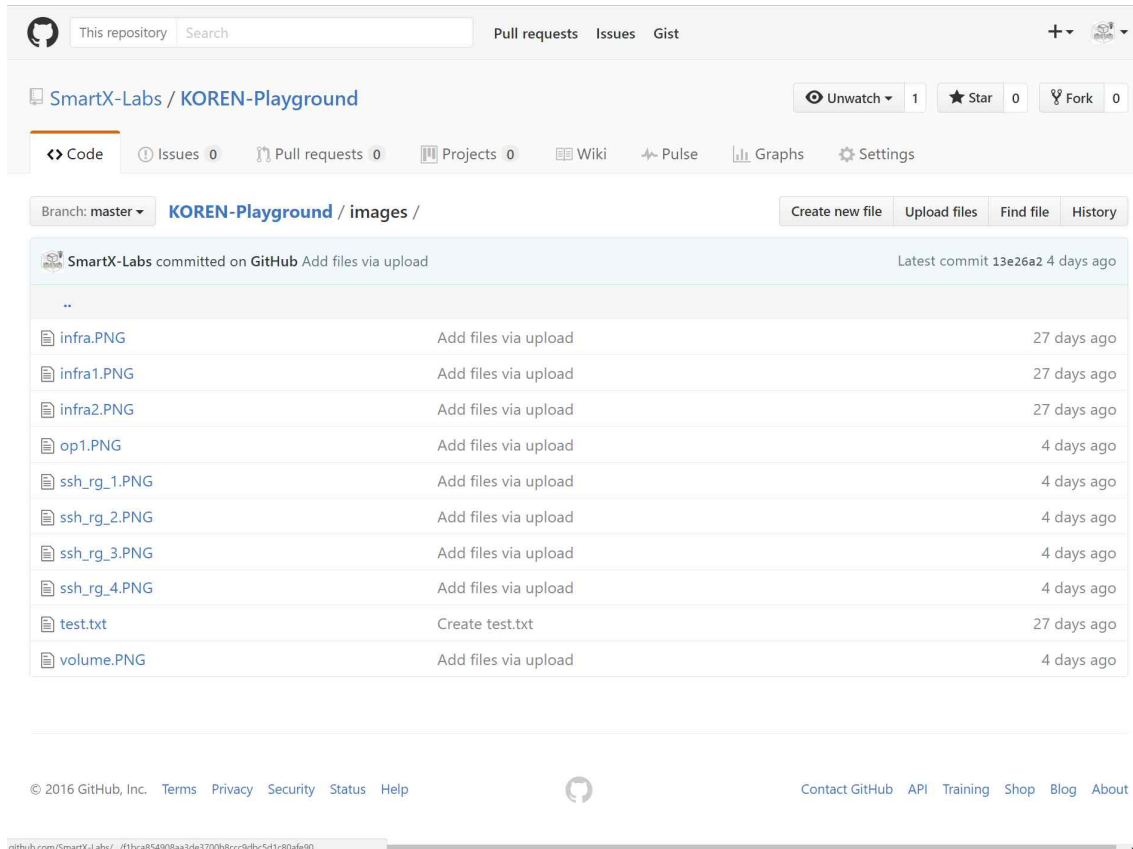 This repository Search Pull requests Issues Gist
SmartX-Labs / KOREN-Playground Unwatch 1 Star 0 Fork 0
Code Issues 0 Pull requests 0 Projects 0 Wiki Pulse Graphs Settings
Branch: master KOREN-Playground / images / Create new file Upload files Find file History
SmartX-Labs committed on GitHub Add files via upload Latest commit 13e26a2 4 days ago
..
infra.PNG Add files via upload 27 days ago
infra1.PNG Add files via upload 27 days ago
infra2.PNG Add files via upload 27 days ago
op1.PNG Add files via upload 4 days ago
ssh_rg_1.PNG Add files via upload 4 days ago
ssh_rg_2.PNG Add files via upload 4 days ago
ssh_rg_3.PNG Add files via upload 4 days ago
ssh_rg_4.PNG Add files via upload 4 days ago
test.txt Create test.txt 27 days ago
volume.PNG Add files via upload 4 days ago
© 2016 GitHub, Inc. Terms Privacy Security Status Help Contact GitHub API Training Shop Blog About